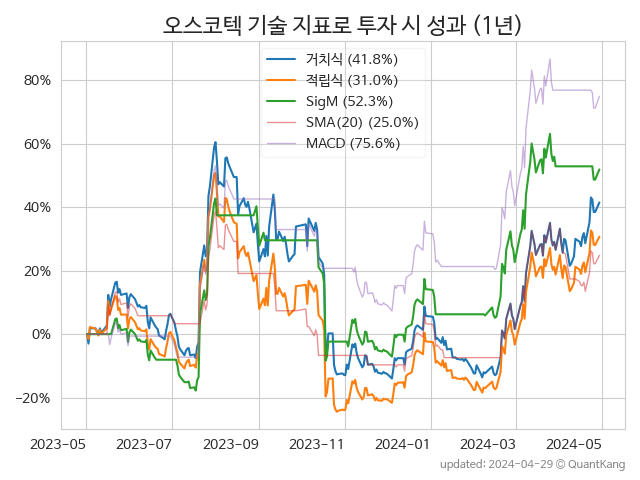 오스코텍 기술 지표로 투자 시 성과 (1년)
거치식 (41.8%)
적립식 (31.0%)
SigM (52.3%)
SMA(20) (25.0%)
MACD (75.6%)
80%
60%
40%
20%
0%
−20%
2023-05 2023-07 2023-09 2023-11 2024-01 2024-03 2024-05
updated: 2024-04-29 © QuantKang